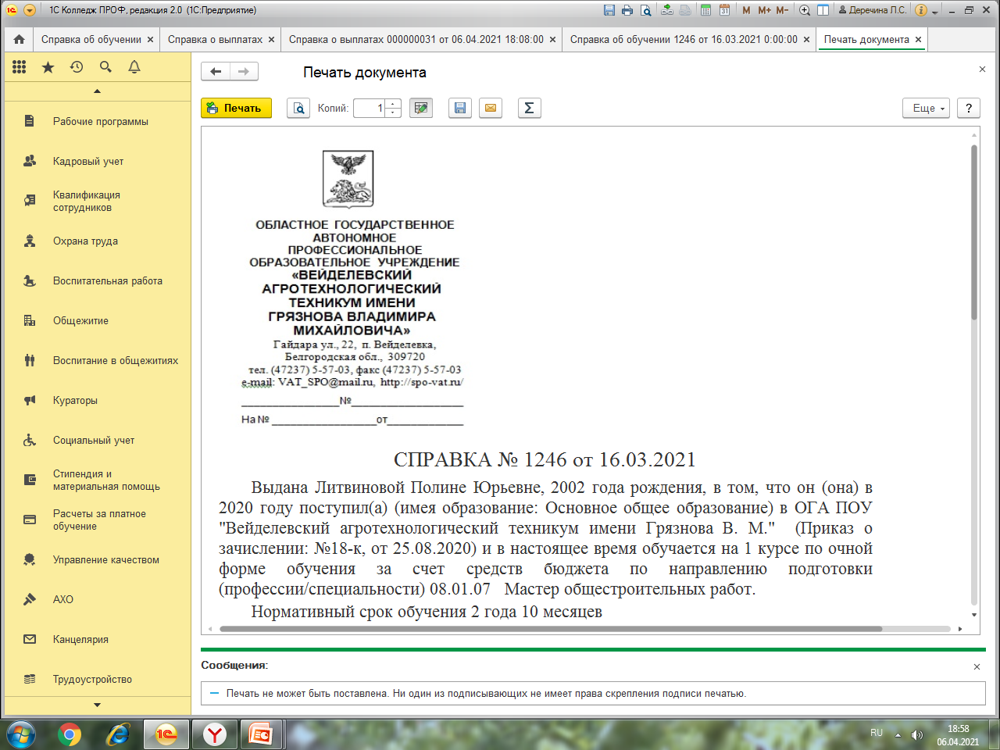 1С Колледж ПРОФ, редакция 2.0 (1С:Предприятие)
M M+ M- Деречина Л.С.
Справка об обучении × Справка о выплатах × Справка о выплатах 000000031 от 06.04.2021 18:08:00 × Справка об обучении 1246 от 16.03.2021 0:00:00 × Печать документа ×
Печать документа
Печать Копий: 1 Σ Еще ?
Рабочие программы
Кадровый учет
Квалификация
сотрудников
Охрана труда
Воспитательная работа
Общежитие
Воспитание в общежитиях
Кураторы
Социальный учет
Стипендия и
материальная помощь
Расчеты за платное
обучение
Управление качеством
АХО
Канцелярия
Трудоустройство
ОБЛАСТНОЕ ГОСУДАРСТВЕННОЕ
АВТОНОМНОЕ
ПРОФЕССИОНАЛЬНОЕ
ОБРАЗОВАТЕЛЬНОЕ УЧРЕЖДЕНИЕ
«ВЕЙДЕЛЕВСКИЙ
АГРОТЕХНОЛОГИЧЕСКИЙ
ТЕХНИКУМ ИМЕНИ
ГРЯЗНОВА ВЛАДИМИРА
МИХАЙЛОВИЧА»
Гайдара ул., 22, п. Вейделевка,
Белгородская обл., 309720
тел. (47237) 5-57-03, факс (47237) 5-57-03
e-mail: VAT_SPO@mail.ru, http://spo-vat.ru/
________________№__________________
На № _________________от____________
СПРАВКА № 1246 от 16.03.2021
Выдана Литвиновой Полине Юрьевне, 2002 года рождения, в том, что он (она) в
2020 году поступил(а) (имея образование: Основное общее образование) в ОГА ПОУ
"Вейделевский агротехнологический техникум имени Грязнова В. М." (Приказ о
зачислении: №18-к, от 25.08.2020) и в настоящее время обучается на 1 курсе по очной
форме обучения за счет средств бюджета по направлению подготовки
(профессии/специальности) 08.01.07 Мастер общестроительных работ.
Нормативный срок обучения 2 года 10 месяцев
Сообщения:
Печать не может быть поставлена. Ни один из подписывающих не имеет права скрепления подписи печатью.
RU 18:58
06.04.2021